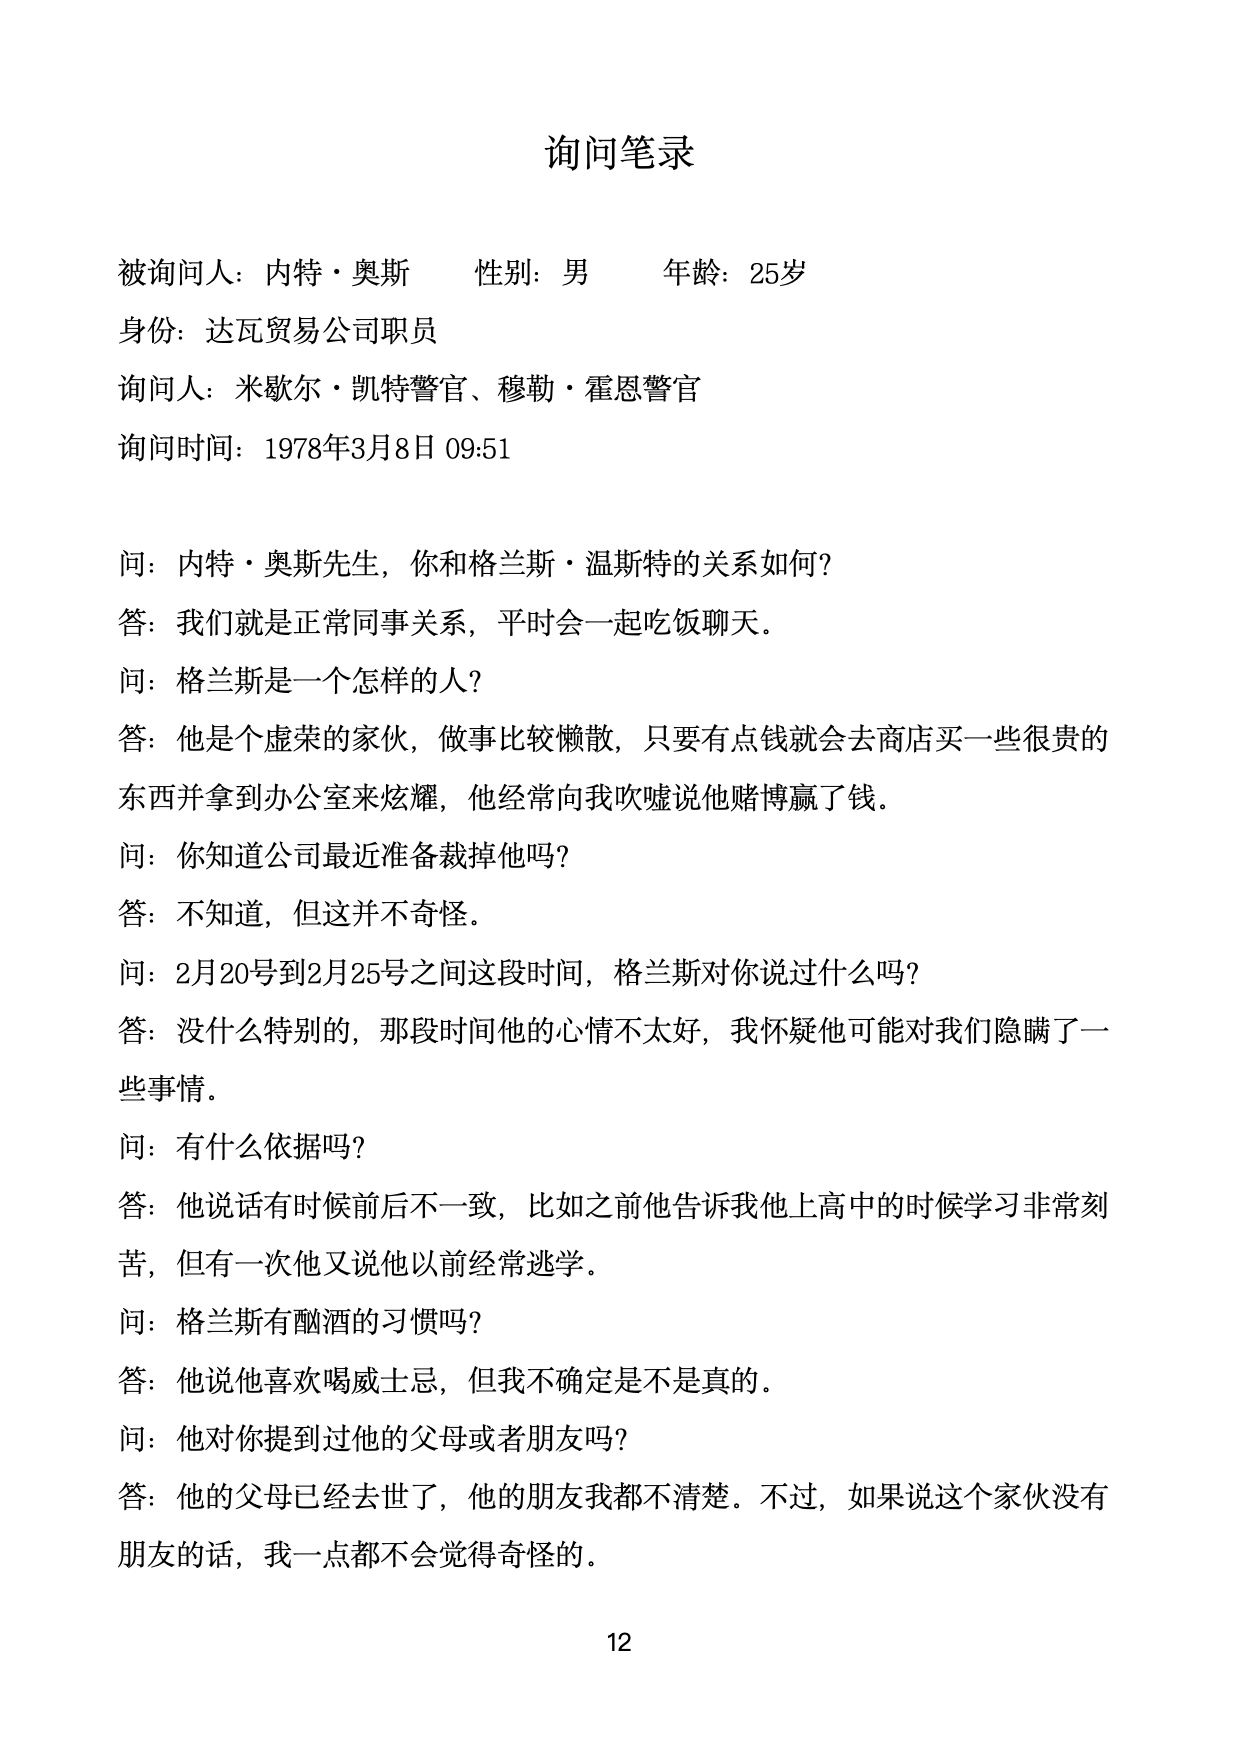 询问笔录
被询问人：内特·奥斯 性别：男 年龄：25岁
身份：达瓦贸易公司职员
询问人：米歇尔·凯特警官、穆勒·霍恩警官
询问时间：1978年3月8日 09:51
问：内特·奥斯先生，你和格兰斯·温斯特的关系如何？
答：我们就是正常同事关系，平时会一起吃饭聊天。
问：格兰斯是一个怎样的人？
答：他是个虚荣的家伙，做事比较懒散，只要有点钱就会去商店买一些很贵的
东西并拿到办公室来炫耀，他经常向我吹嘘说他赌博赢了钱。
问：你知道公司最近准备裁掉他吗？
答：不知道，但这并不奇怪。
问：2月20号到2月25号之间这段时间，格兰斯对你说过什么吗？
答：没什么特别的，那段时间他的心情不太好，我怀疑他可能对我们隐瞒了一
些事情。
问：有什么依据吗？
答：他说话有时候前后不一致，比如之前他告诉我他上高中的时候学习非常刻
苦，但有一次他又说他以前经常逃学。
问：格兰斯有酗酒的习惯吗？
答：他说他喜欢喝威士忌，但我不确定是不是真的。
问：他对你提到过他的父母或者朋友吗？
答：他的父母已经去世了，他的朋友我都不清楚。不过，如果说这个家伙没有
朋友的话，我一点都不会觉得奇怪的。
12